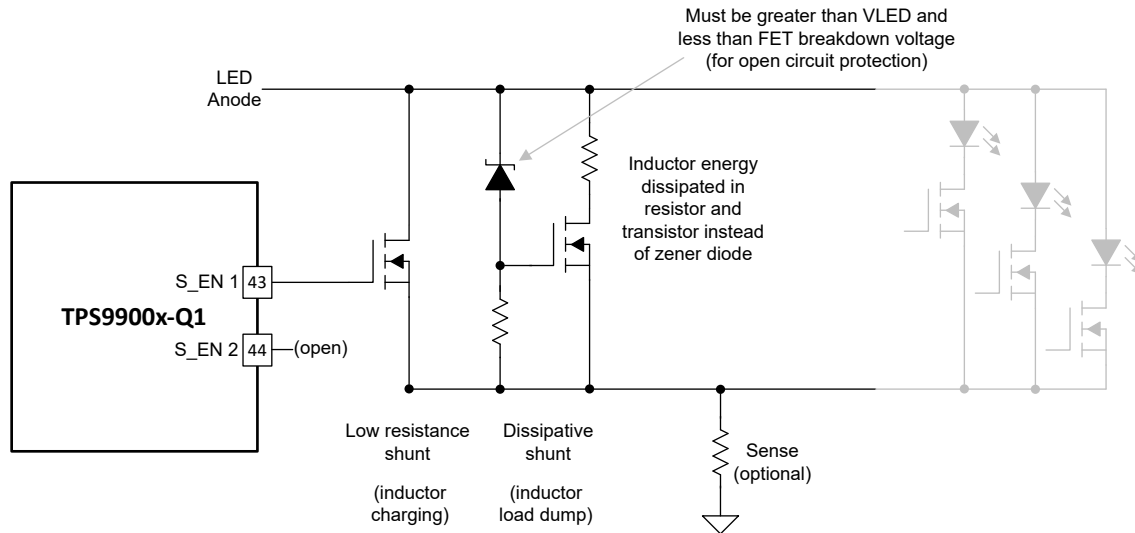 Must be greater than VLED and
less than FET breakdown voltage
(for open circuit protection)
LED
Anode
Inductor energy
dissipated in
resistor and
transistor instead
of zener diode
S_EN 1
43
TPS9900x-Q1
S_EN 2
44
(open)
Low resistance
shunt
(inductor
charging)
Dissipative
shunt
(inductor
load dump)
Sense
(optional)